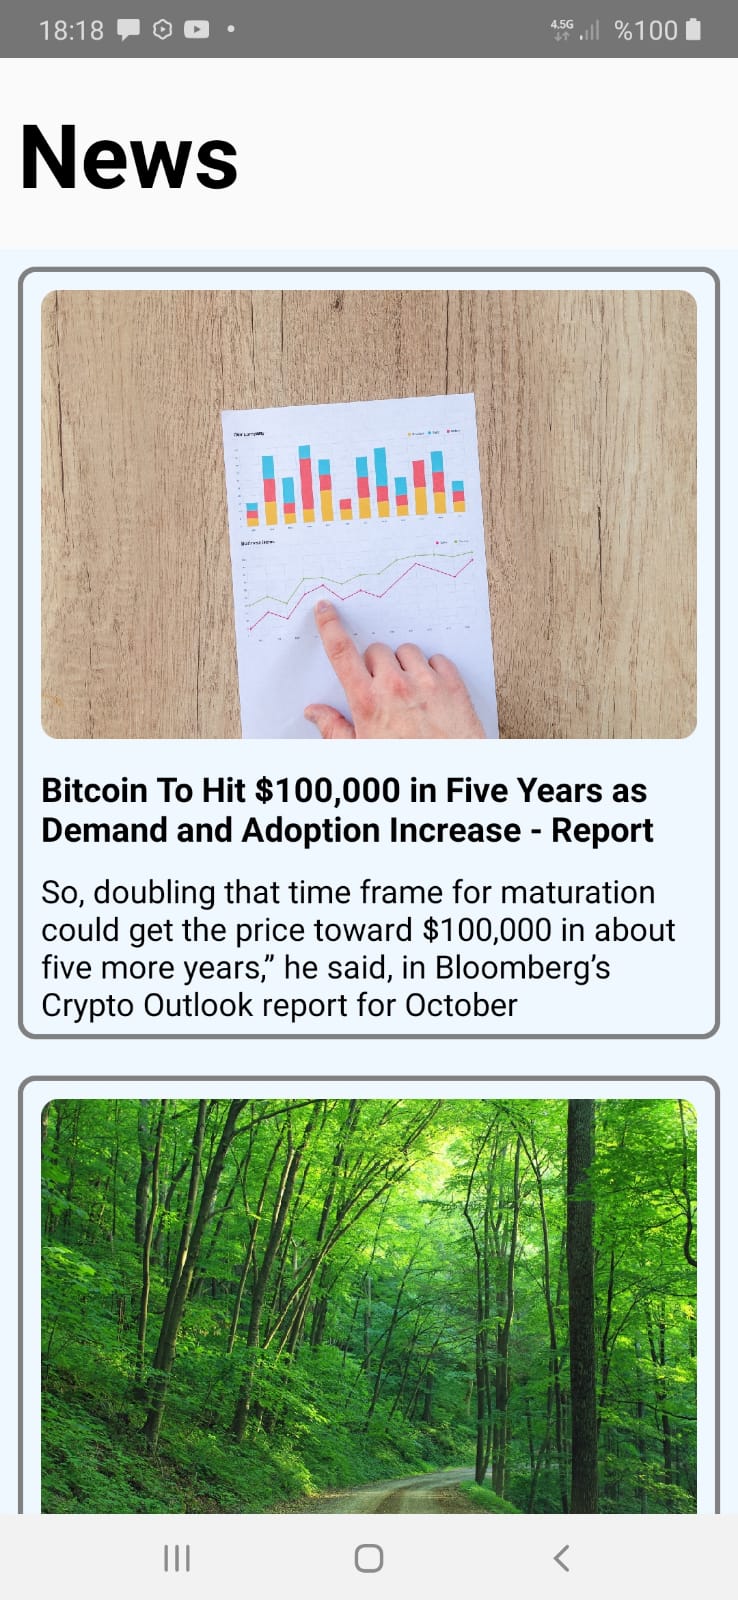 18:18
4.5G
%100
News
Bitcoin To Hit $100,000 in Five Years as
Demand and Adoption Increase - Report
So, doubling that time frame for maturation
could get the price toward $100,000 in about
five more years,” he said, in Bloomberg’s
Crypto Outlook report for October